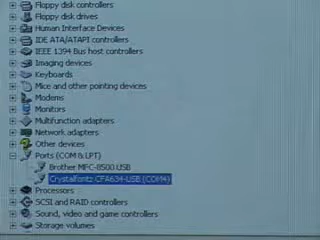 Floppy disk controllers
Floppy disk drives
Human Interface Devices
IDE ATA/ATAPI controllers
IEEE 1394 Bus host controllers
Imaging devices
Keyboards
Mice and other pointing devices
Modems
Monitors
Multifunction adapters
Network adapters
Other devices
Ports (COM & LPT)
Brother MFC-8500 USB
Crystalfontz CFA634-USB (COM4)
Processors
SCSI and RAID controllers
Sound, video and game controllers
Storage volumes